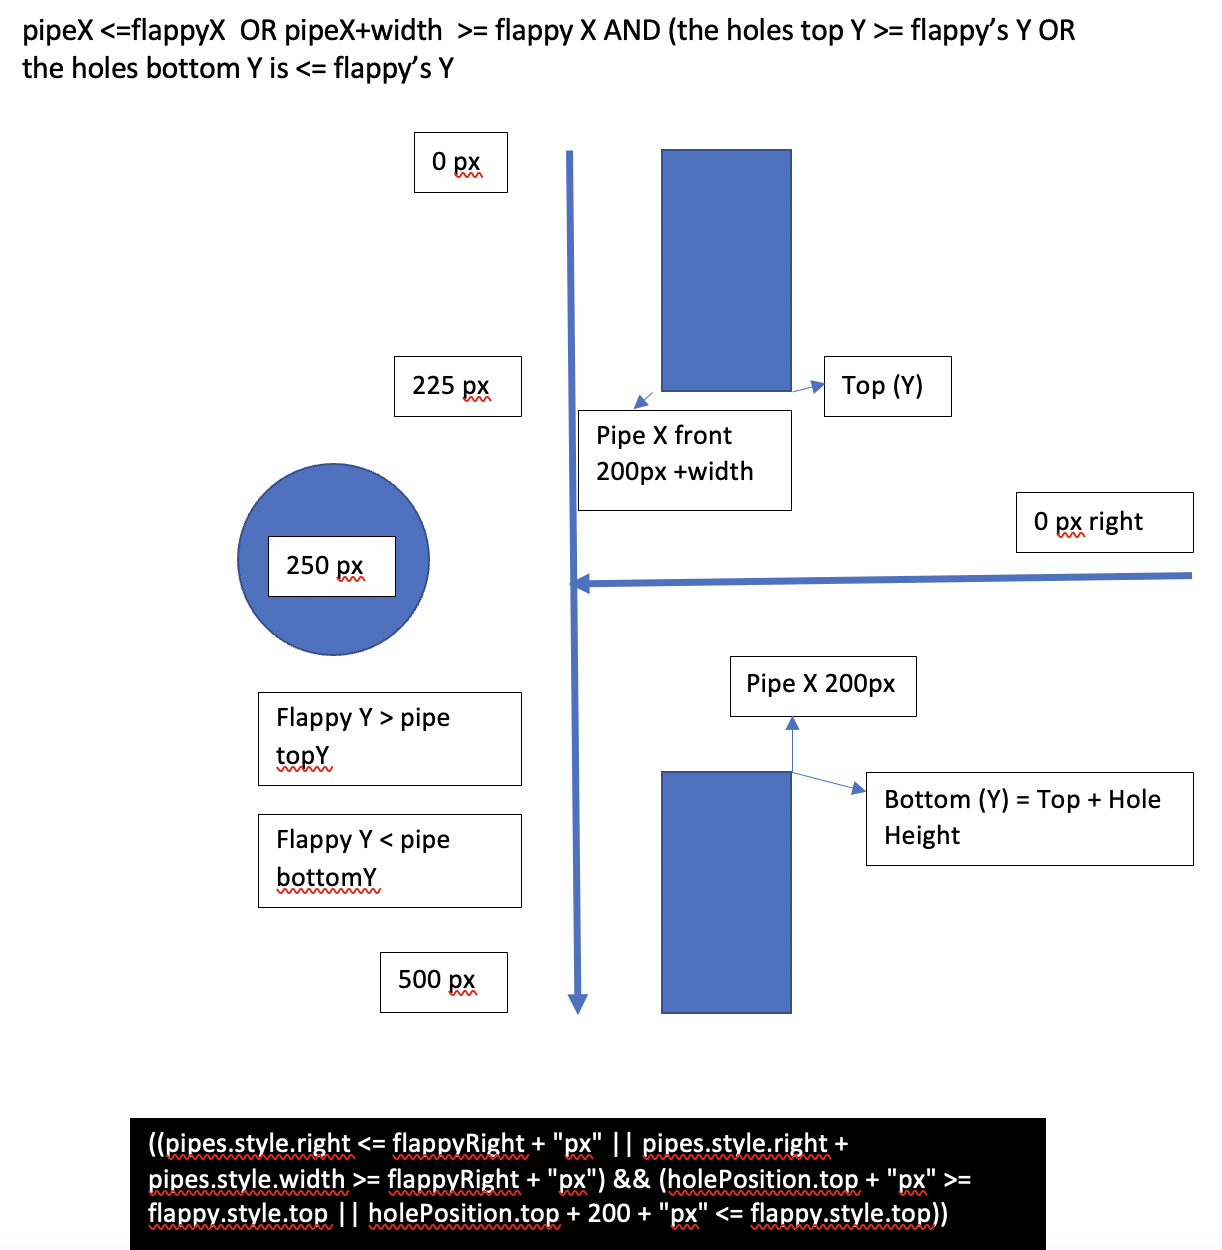 pipeX <=flappyX  OR pipeX+width  >= flappy X AND (the holes top Y >= flappy’s Y OR
the holes bottom Y is <= flappy’s Y
0 px
225 px
Top (Y)
Pipe X front
200px +width
0 px right
250 px
Pipe X 200px
Flappy Y > pipe
topY
Bottom (Y) = Top + Hole
Height
Flappy Y < pipe
bottomY
500 px
((pipes.style.right <= flappyRight + "px" || pipes.style.right +
pipes.style.width >= flappyRight + "px") && (holePosition.top + "px" >=
flappy.style.top || holePosition.top + 200 + "px" <= flappy.style.top))